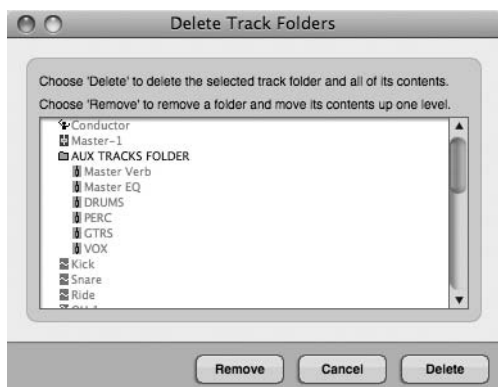 Delete Track Folders
Choose 'Delete' to delete the selected track folder and all of its contents.
Choose 'Remove' to remove a folder and move its contents up one level.
Conductor
Master-1
AUX TRACKS FOLDER
Master Verb
Master EQ
DRUMS
PERC
GTRS
VOX
Kick
Snare
Ride
Remove Cancel Delete